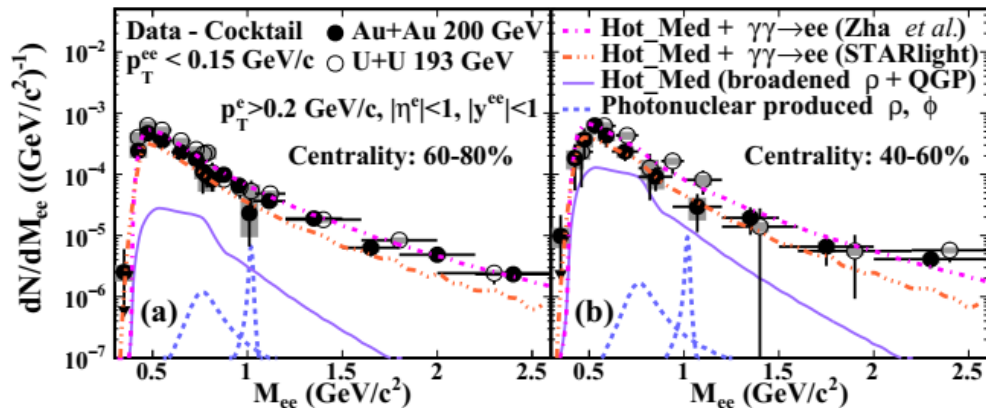 Data - Cocktail
● Au+Au 200 GeV
p_T^ee < 0.15 GeV/c
○ U+U 193 GeV
p_T^e>0.2 GeV/c, |η^e|<1, |y^ee|<1
Centrality: 60-80%
(a)
Hot_Med + γγ→ee (Zha et al.)
Hot_Med + γγ→ee (STARlight)
Hot_Med (broadened ρ + QGP)
Photonuclear produced ρ, ϕ
Centrality: 40-60%
(b)
dN/dM_ee ((GeV/c²)⁻¹)
10⁻²
10⁻³
10⁻⁴
10⁻⁵
10⁻⁶
10⁻⁷
0.5 1 1.5 2 2.5
0.5 1 1.5 2 2.5
M_ee (GeV/c²)
M_ee (GeV/c²)